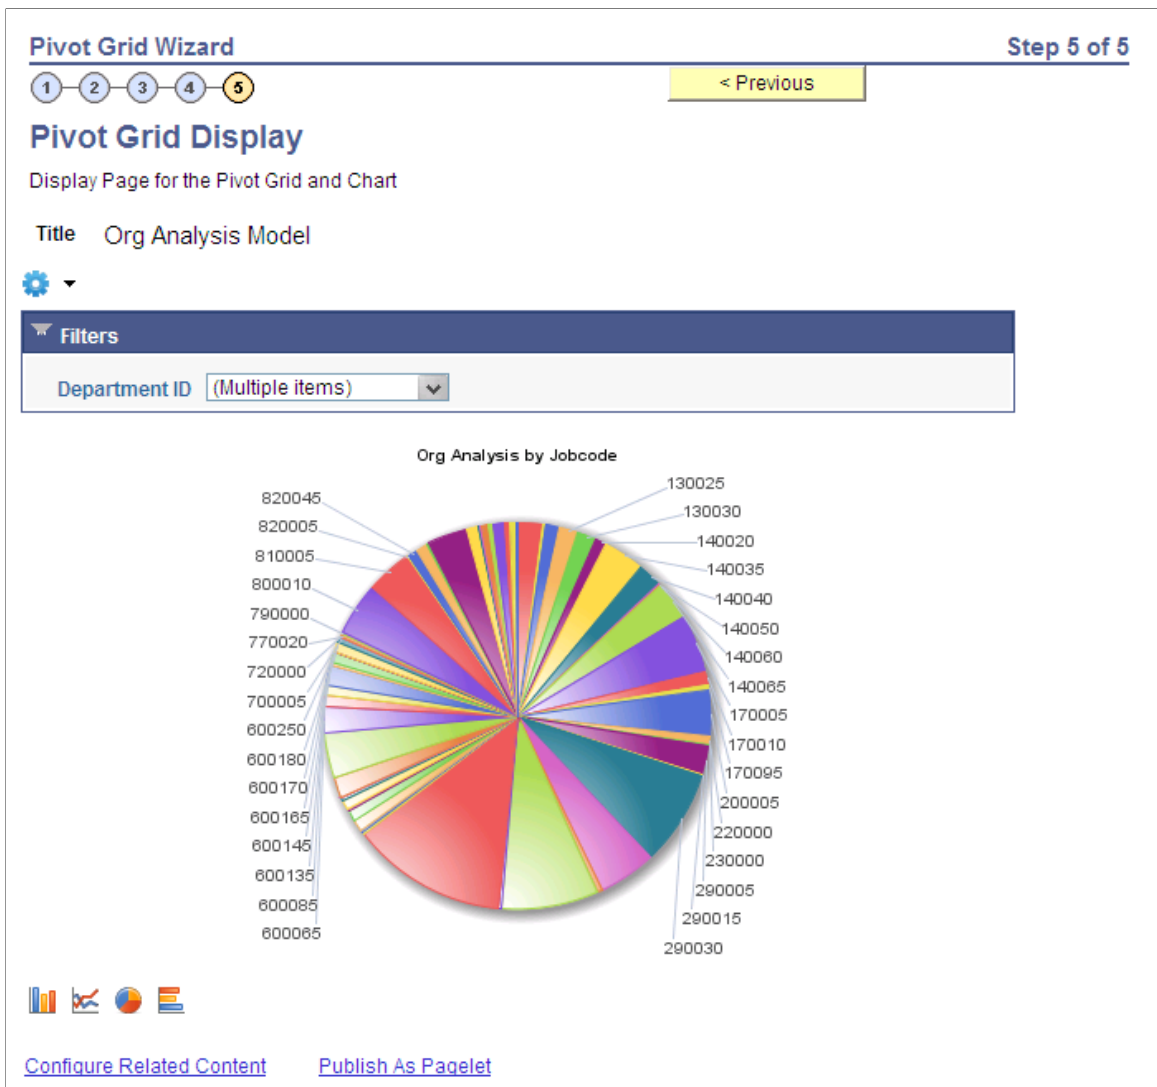 Pivot Grid Wizard
Step 5 of 5
1 2 3 4 5
< Previous
Pivot Grid Display
Display Page for the Pivot Grid and Chart
Title Org Analysis Model
Filters
Department ID (Multiple items)
Org Analysis by Jobcode
820045
820005
810005
800010
790000
770020
720000
700005
600250
600180
600170
600165
600145
600135
600085
600065
130025
130030
140020
140035
140040
140050
140060
140065
170005
170010
170095
200005
220000
230000
290005
290015
290030
Configure Related Content
Publish As Pagelet